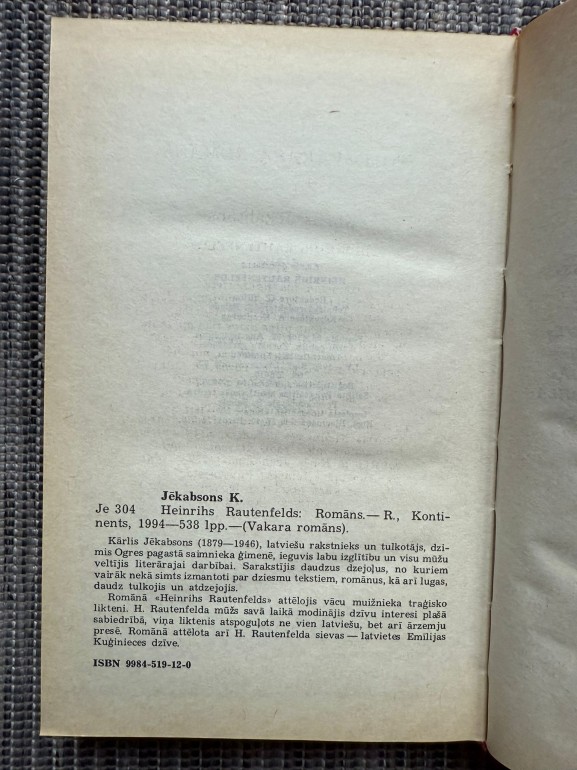 Jēkabsons K.
Je 304 Heinrihs Rautenfelds: Romāns.— R., Konti-
nents, 1994—538 lpp.—(Vakara romāns).
Kārlis Jēkabsons (1879—1946), latviešu rakstnieks un tulkotājs, dzi-
mis Ogres pagastā saimnieka ģimenē, ieguvis labu izglītību un visu mūžu
veltījis literārajai darbībai. Sarakstījis daudzus dzejoļus, no kuriem
vairāk nekā simts izmantoti par dziesmu tekstiem, romānus, kā arī lugas,
daudz tulkojis un atdzejojis.
Romānā «Heinrihs Rautenfelds» attēlojis vācu muižnieka traģisko
likteni. H. Rautenfelda mūžs savā laikā modinājis dzīvu interesi plašā
sabiedrībā, viņa liktenis atspoguļots ne vien latviešu, bet arī ārzemju
presē. Romānā attēlota arī H. Rautenfelda sievas — latvietes Emīlijas
Kuģinieces dzīve.
ISBN 9984-519-12-0